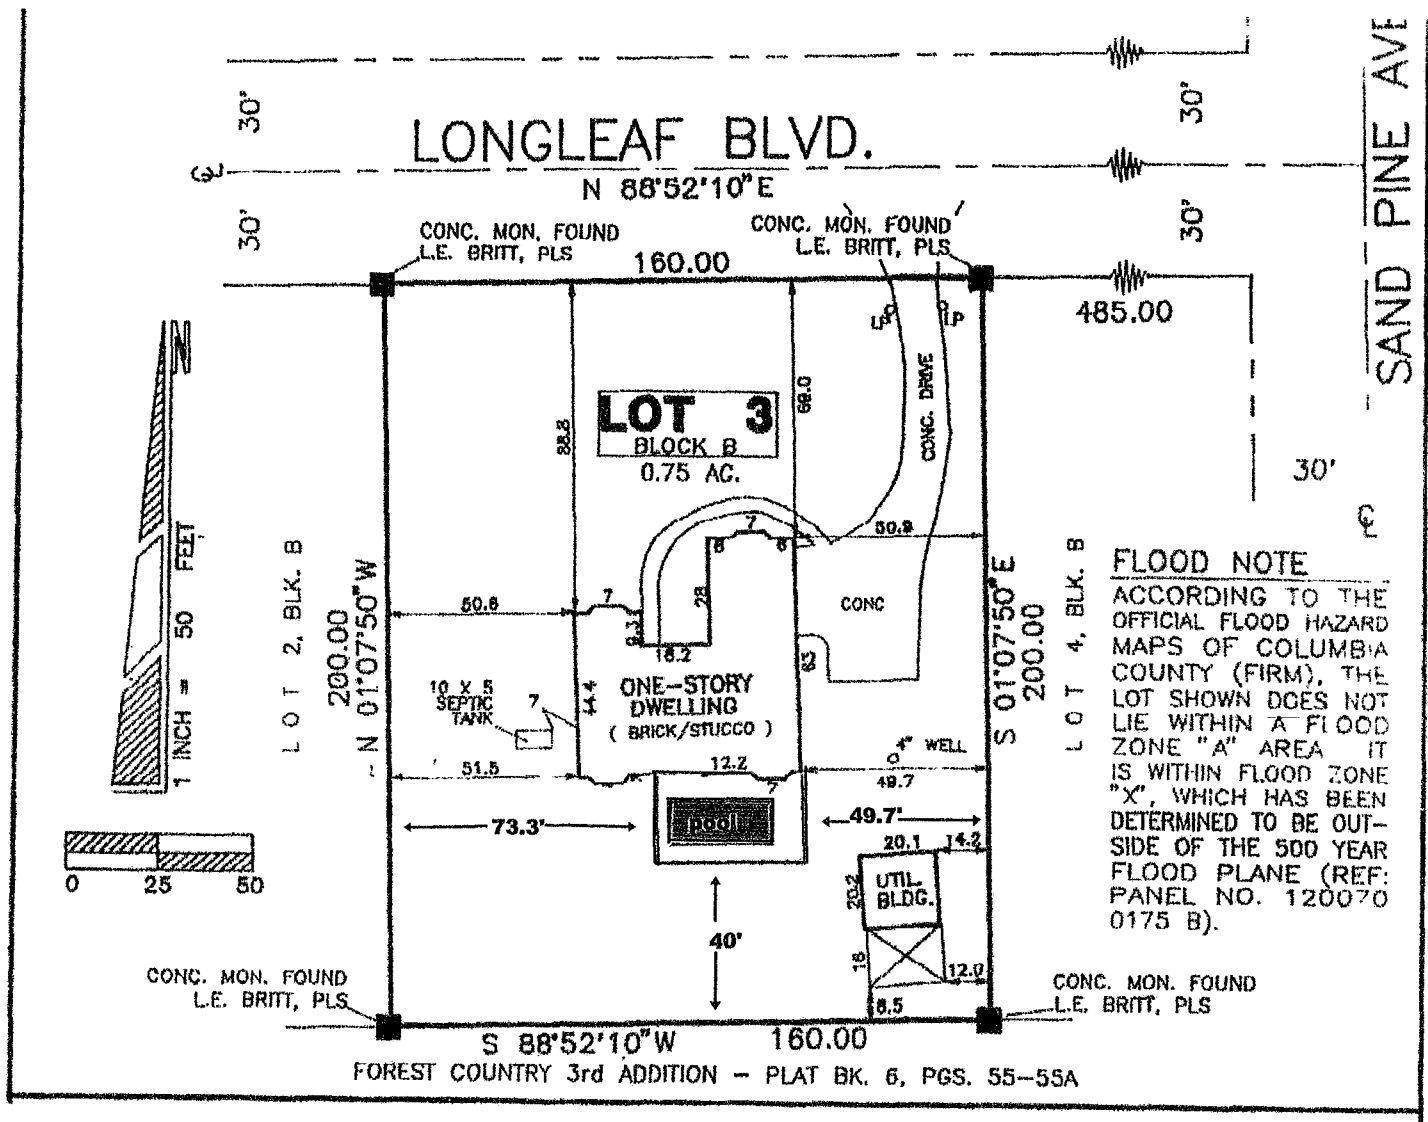 30'
30'
SAND PINE AVE
LONGLEAF BLVD.
℄
N 88°52'10" E
30'
30'
CONC. MON. FOUND
L.E. BRITT, PLS
CONC. MON. FOUND
L.E. BRITT, PLS
160.00
485.00
I.P
I.P
N
LOT 3
BLOCK B
0.75 AC.
69.0
CONC. DRIVE
30'
℄
1 INCH = 50 FEET
LOT 2, BLK. B
200.00
N 01°07'50" W
50.6
7
9.3
18.2
28
6
7
6
50.9
CONC
63
S 01°07'50" E
200.00
LOT 4, BLK. B
10 X 5
SEPTIC
TANK
7
44.4
ONE-STORY
DWELLING
( BRICK/STUCCO )
4" WELL
51.5
12.2
7
49.7
73.3'
pool
49.7'
20.1
14.2
20.2
UTIL.
BLDG.
40'
16
12.0
8.5
0 25 50
FLOOD NOTE
ACCORDING TO THE
OFFICIAL FLOOD HAZARD
MAPS OF COLUMBIA
COUNTY (FIRM), THE
LOT SHOWN DOES NOT
LIE WITHIN A FLOOD
ZONE "A" AREA IT
IS WITHIN FLOOD ZONE
"X", WHICH HAS BEEN
DETERMINED TO BE OUT-
SIDE OF THE 500 YEAR
FLOOD PLANE (REF:
PANEL NO. 120070
0175 B).
CONC. MON. FOUND
L.E. BRITT, PLS
CONC. MON. FOUND
L.E. BRITT, PLS
S 88°52'10" W 160.00
FOREST COUNTRY 3rd ADDITION - PLAT BK. 6, PGS. 55-55A